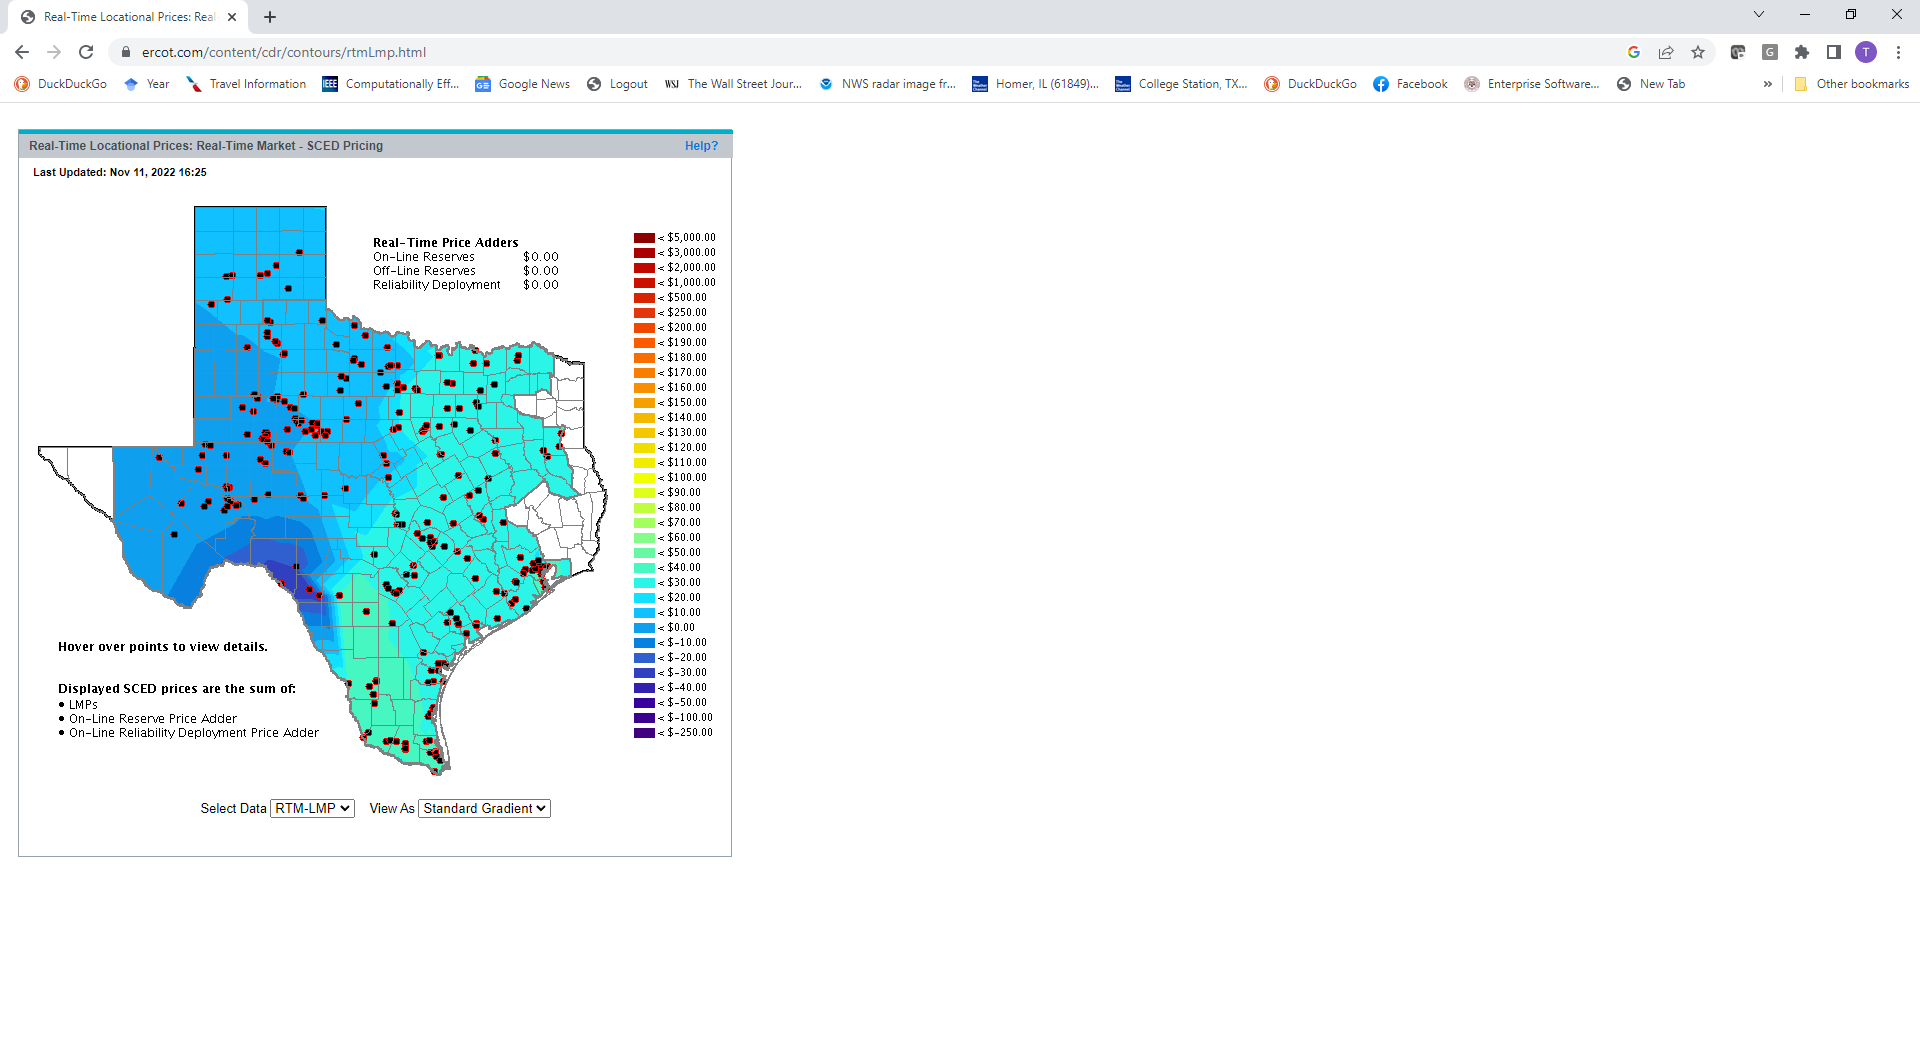 Real-Time Locational Prices: Rea
ercot.com/content/cdr/contours/rtmLmp.html
G
T
DuckDuckGo
Year
Travel Information
IEEE Computationally Eff...
GE Google News
Logout
WSJ The Wall Street Jour...
NWS radar image fr...
Homer, IL (61849)...
College Station, TX...
DuckDuckGo
Facebook
Enterprise Software...
New Tab
»
Other bookmarks
Real-Time Locational Prices: Real-Time Market - SCED Pricing
Help?
Last Updated: Nov 11, 2022 16:25
Real-Time Price Adders
On-Line Reserves $0.00
Off-Line Reserves $0.00
Reliability Deployment $0.00
< $5,000.00
< $3,000.00
< $2,000.00
< $1,000.00
< $500.00
< $250.00
< $200.00
< $190.00
< $180.00
< $170.00
< $160.00
< $150.00
< $140.00
< $130.00
< $120.00
< $110.00
< $100.00
< $90.00
< $80.00
< $70.00
< $60.00
< $50.00
< $40.00
< $30.00
< $20.00
< $10.00
< $0.00
< $-10.00
< $-20.00
< $-30.00
< $-40.00
< $-50.00
< $-100.00
< $-250.00
Hover over points to view details.
Displayed SCED prices are the sum of:
• LMPs
• On-Line Reserve Price Adder
• On-Line Reliability Deployment Price Adder
Select Data RTM-LMP View As Standard Gradient